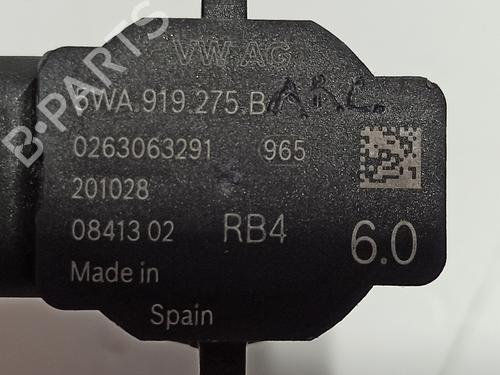 B-PARTS
VW AG
5WA.919.275.B
0263063291 965
201028
08413 02 RB4 6.0
Made in
Spain